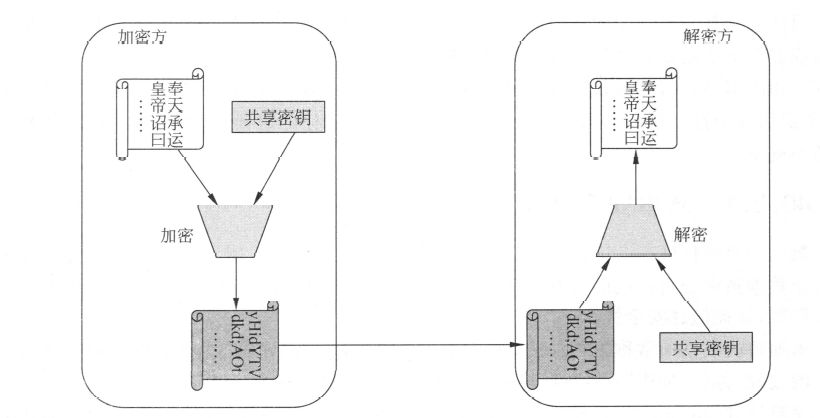 加密方
奉天承运
皇帝诏曰
……
共享密钥
加密
yHidYTV
dkd;AOt
……
解密方
奉天承运
皇帝诏曰
……
解密
yHidYTV
dkd;AOt
……
共享密钥